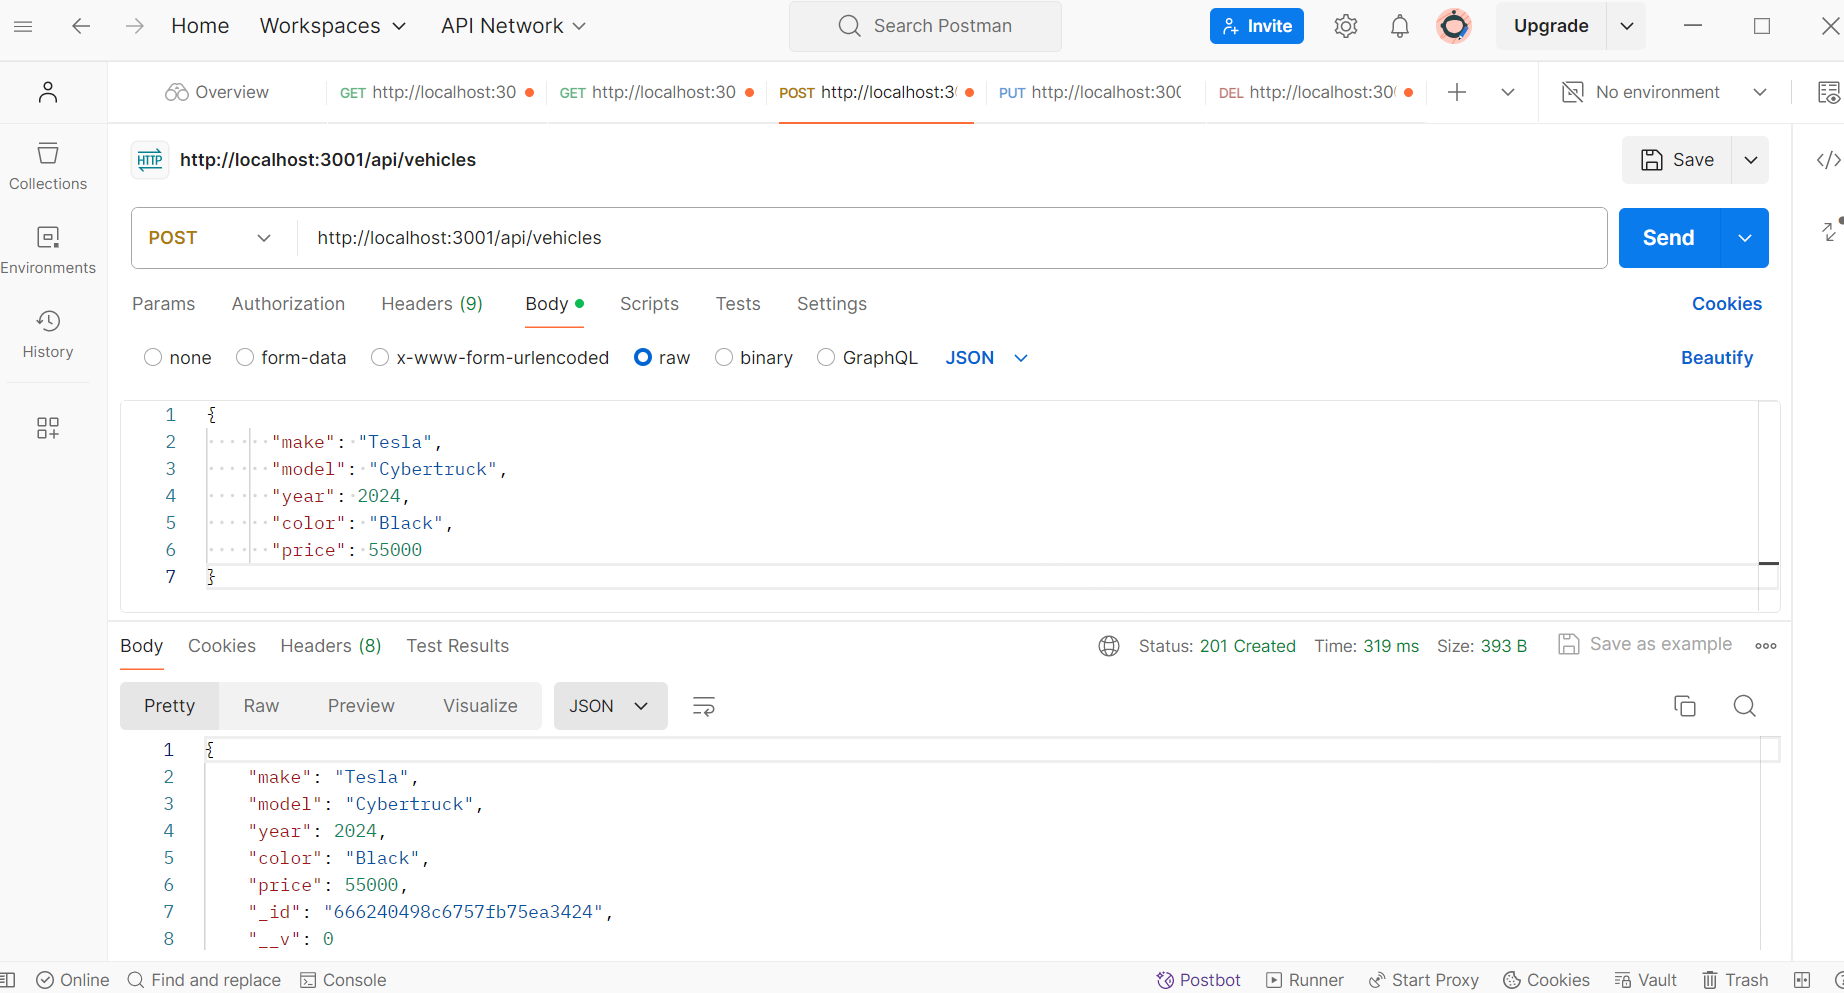 Home Workspaces API Network Search Postman Invite Upgrade
Overview GET http://localhost:30 GET http://localhost:30 POST http://localhost:3 PUT http://localhost:300 DEL http://localhost:30 No environment
HTTP http://localhost:3001/api/vehicles Save
Collections
POST http://localhost:3001/api/vehicles Send
Environments
Params Authorization Headers (9) Body Scripts Tests Settings Cookies
History
none form-data x-www-form-urlencoded raw binary GraphQL JSON Beautify
1 {
2 "make": "Tesla",
3 "model": "Cybertruck",
4 "year": 2024,
5 "color": "Black",
6 "price": 55000
7 }
Body Cookies Headers (8) Test Results Status: 201 Created Time: 319 ms Size: 393 B Save as example
Pretty Raw Preview Visualize JSON
1 {
2 "make": "Tesla",
3 "model": "Cybertruck",
4 "year": 2024,
5 "color": "Black",
6 "price": 55000,
7 "_id": "666240498c6757fb75ea3424",
8 "__v": 0
Online Find and replace Console Postbot Runner Start Proxy Cookies Vault Trash